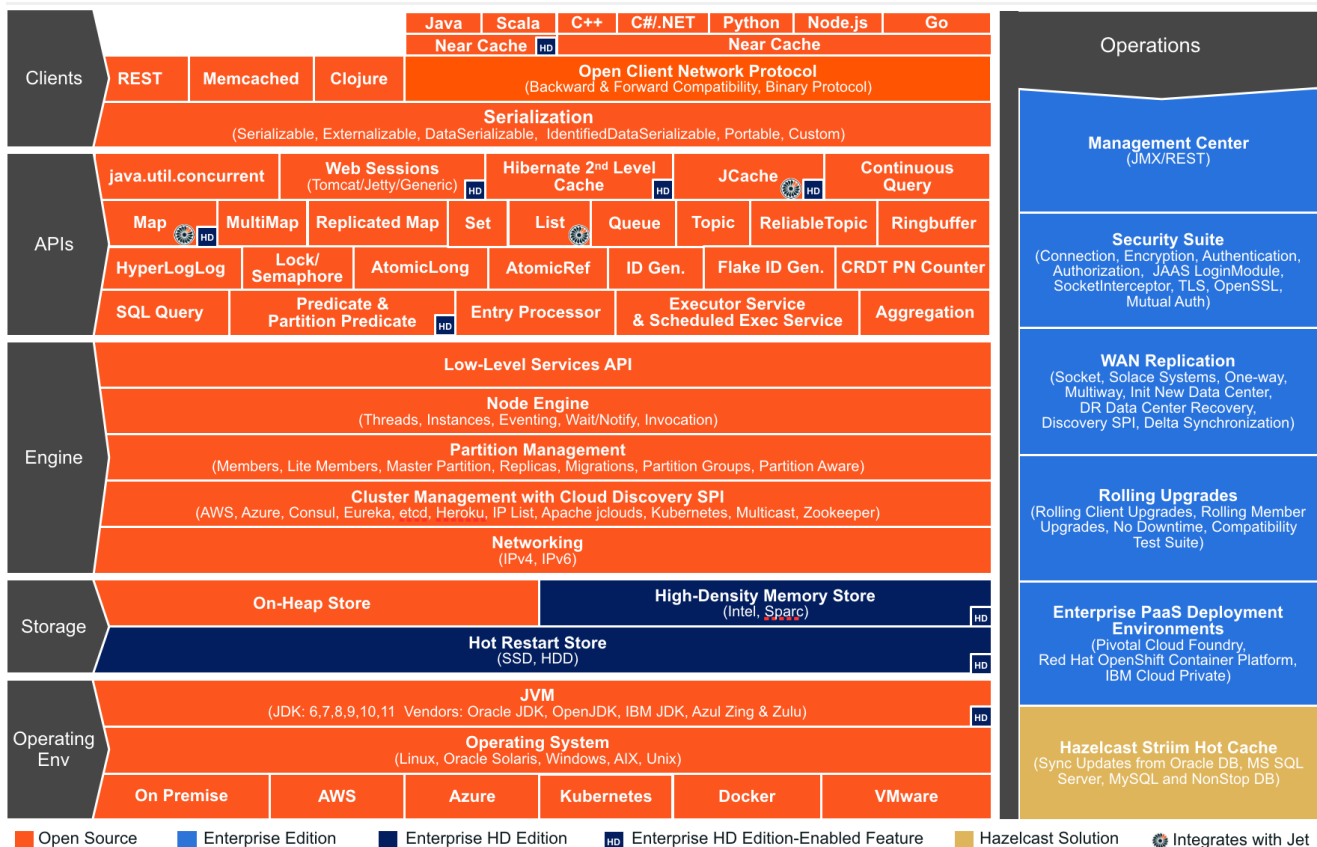 Java Scala C++ C#/.NET Python Node.js Go
Near Cache HD Near Cache
Clients
REST Memcached Clojure
Open Client Network Protocol
(Backward & Forward Compatibility, Binary Protocol)
Serialization
(Serializable, Externalizable, DataSerializable, IdentifiedDataSerializable, Portable, Custom)
APIs
java.util.concurrent
Web Sessions
(Tomcat/Jetty/Generic)
HD
Hibernate 2nd Level
Cache
HD
JCache
HD
Continuous
Query
Map HD MultiMap Replicated Map Set List Queue Topic ReliableTopic Ringbuffer
HyperLogLog
Lock/
Semaphore
AtomicLong AtomicRef ID Gen. Flake ID Gen. CRDT PN Counter
SQL Query
Predicate &
Partition Predicate
HD
Entry Processor
Executor Service
& Scheduled Exec Service
Aggregation
Engine
Low-Level Services API
Node Engine
(Threads, Instances, Eventing, Wait/Notify, Invocation)
Partition Management
(Members, Lite Members, Master Partition, Replicas, Migrations, Partition Groups, Partition Aware)
Cluster Management with Cloud Discovery SPI
(AWS, Azure, Consul, Eureka, etcd, Heroku, IP List, Apache jclouds, Kubernetes, Multicast, Zookeeper)
Networking
(IPv4, IPv6)
Storage
On-Heap Store
High-Density Memory Store
(Intel, Sparc)
HD
Hot Restart Store
(SSD, HDD)
HD
Operating
Env
JVM
(JDK: 6,7,8,9,10,11 Vendors: Oracle JDK, OpenJDK, IBM JDK, Azul Zing & Zulu)
HD
Operating System
(Linux, Oracle Solaris, Windows, AIX, Unix)
On Premise AWS Azure Kubernetes Docker VMware
Operations
Management Center
(JMX/REST)
Security Suite
(Connection, Encryption, Authentication,
Authorization, JAAS LoginModule,
SocketInterceptor, TLS, OpenSSL,
Mutual Auth)
WAN Replication
(Socket, Solace Systems, One-way,
Multiway, Init New Data Center,
DR Data Center Recovery,
Discovery SPI, Delta Synchronization)
Rolling Upgrades
(Rolling Client Upgrades, Rolling Member
Upgrades, No Downtime, Compatibility
Test Suite)
Enterprise PaaS Deployment
Environments
(Pivotal Cloud Foundry,
Red Hat OpenShift Container Platform,
IBM Cloud Private)
Hazelcast Striim Hot Cache
(Sync Updates from Oracle DB, MS SQL
Server, MySQL and NonStop DB)
Open Source Enterprise Edition Enterprise HD Edition HD Enterprise HD Edition-Enabled Feature Hazelcast Solution Integrates with Jet